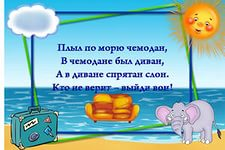 Плыл по морю чемодан,
В чемодане был диван,
А в диване спрятан слон.
Кто не верит – выйди вон!